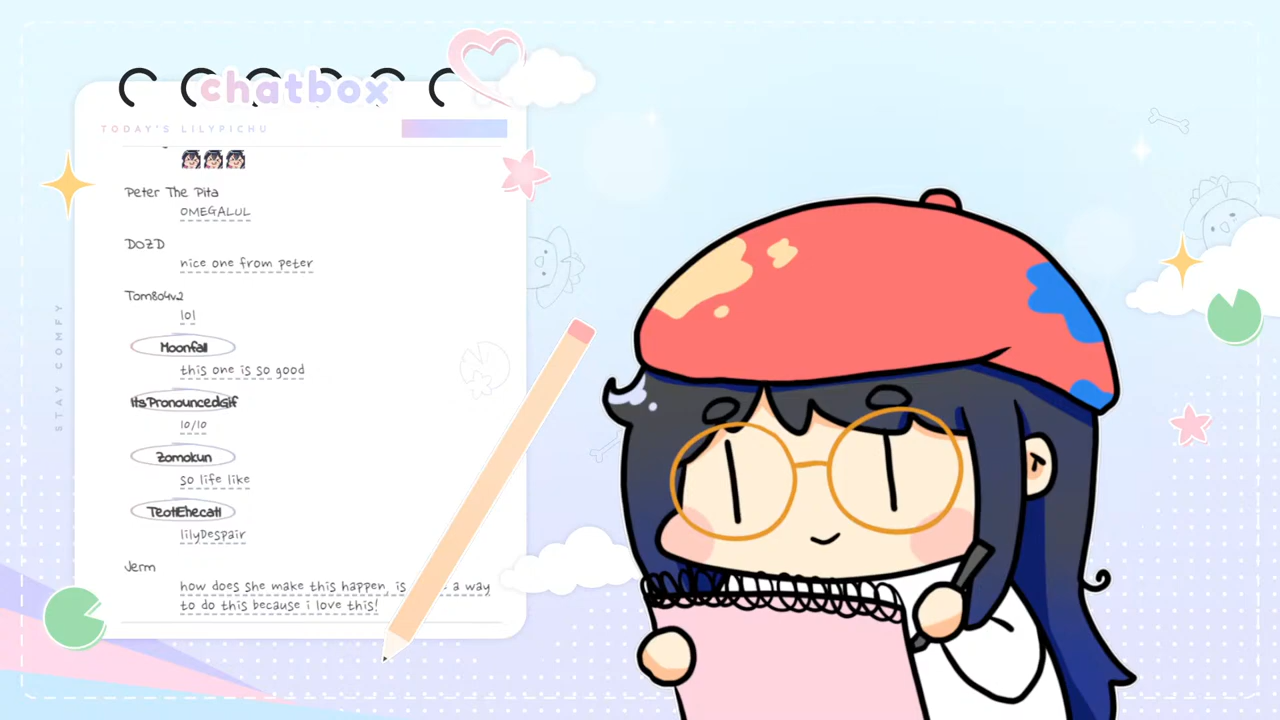 chatbox
TODAY'S LILYPICHU
Peter The Pita
OMEGALUL
DOZD
nice one from peter
Tom804v2
lol
Moonfall
this one is so good
ItsPronouncedGif
10/10
Zomokun
so life like
TeotlEhecatl
lilyDespair
Jerm
how does she make this happen, is a way
to do this because i love this!
STAY COMFY